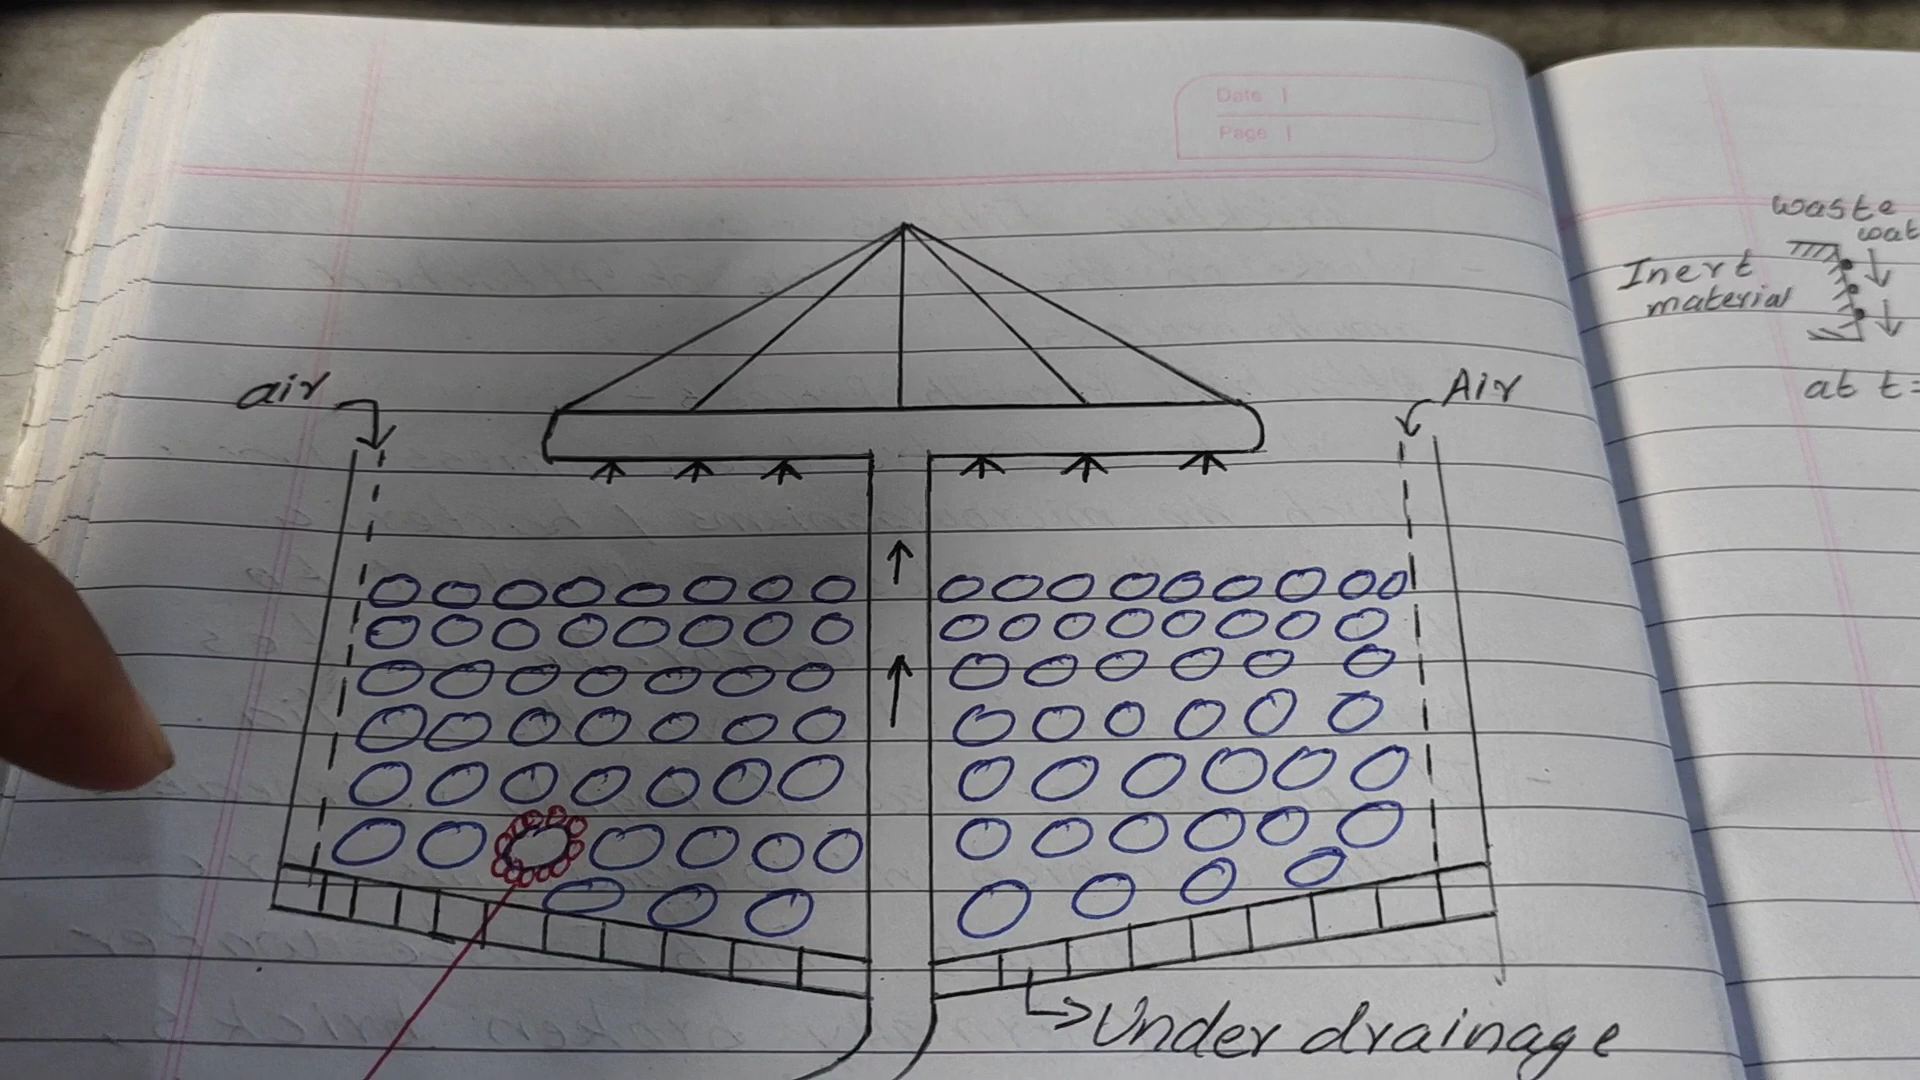 Date
Page
waste
Inert
material
air
Air
at t=
Under drainage